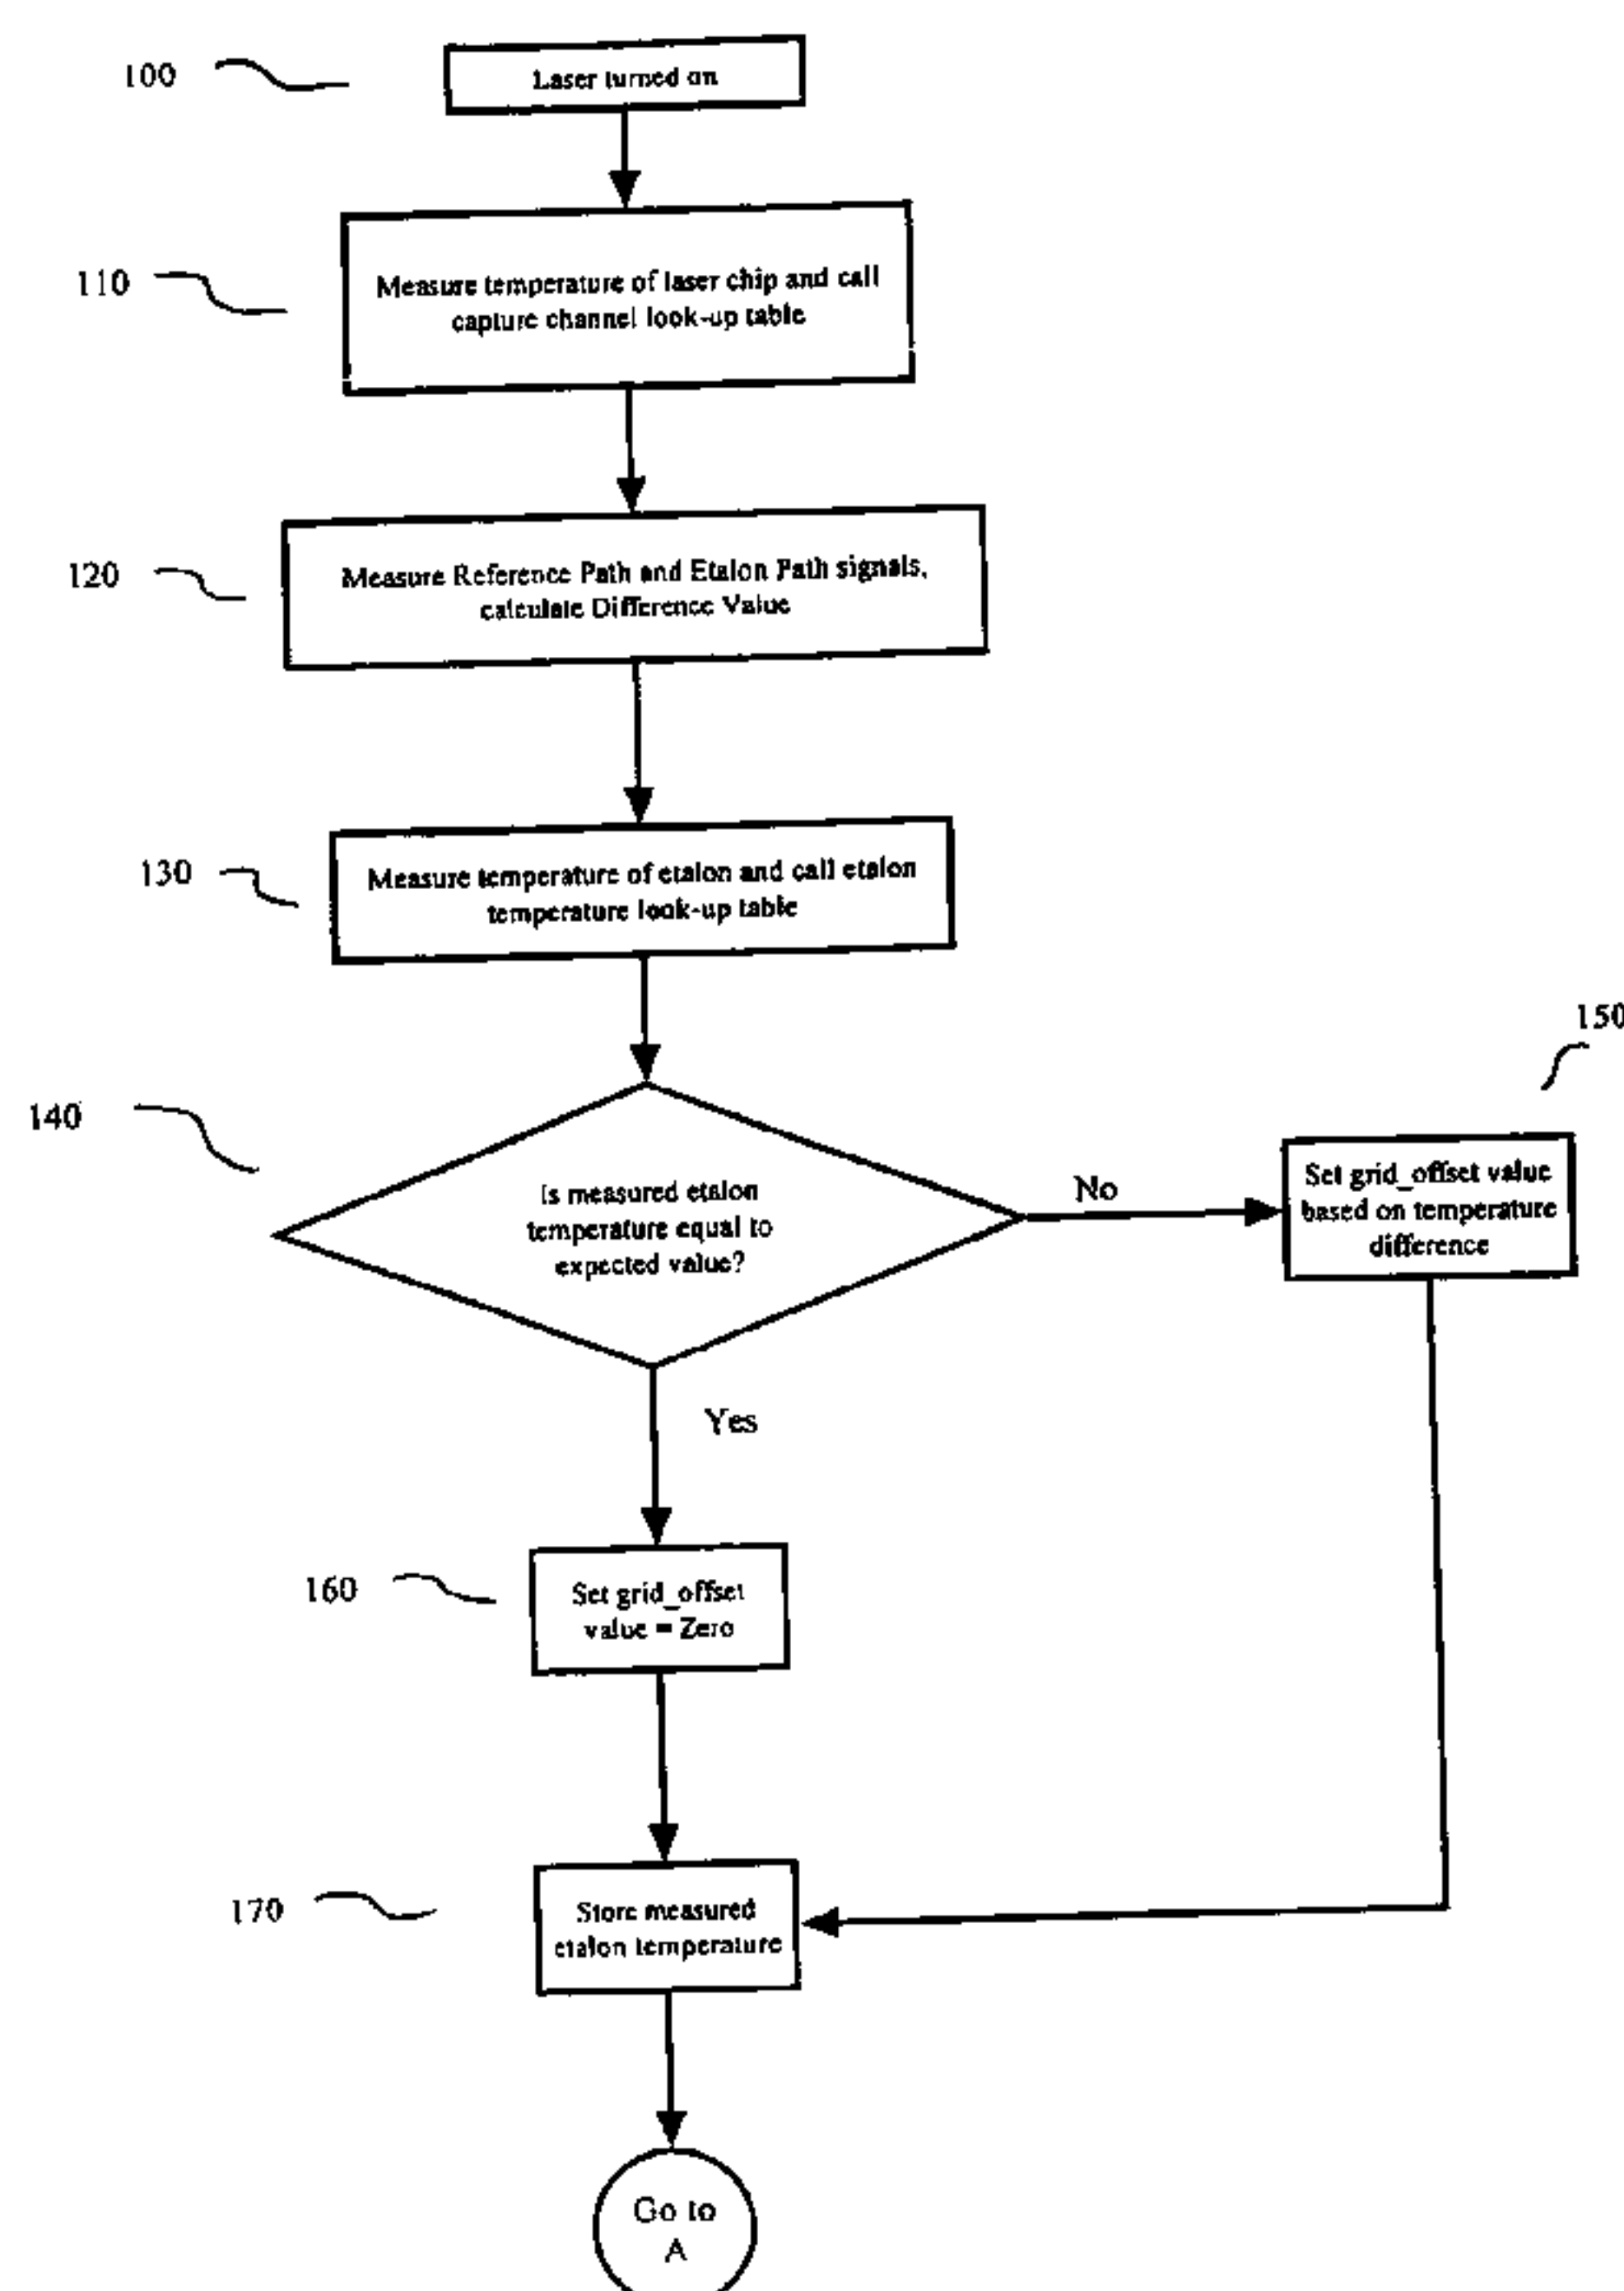 100
Laser turned on
110
Measure temperature of laser chip and call
capture channel look-up table
120
Measure Reference Path and Etalon Path signals,
calculate Difference Value
130
Measure temperature of etalon and call etalon
temperature look-up table
140
Is measured etalon
temperature equal to
expected value?
No
150
Set grid_offset value
based on temperature
difference
Yes
160
Set grid_offset
value = Zero
170
Store measured
etalon temperature
Go to
A